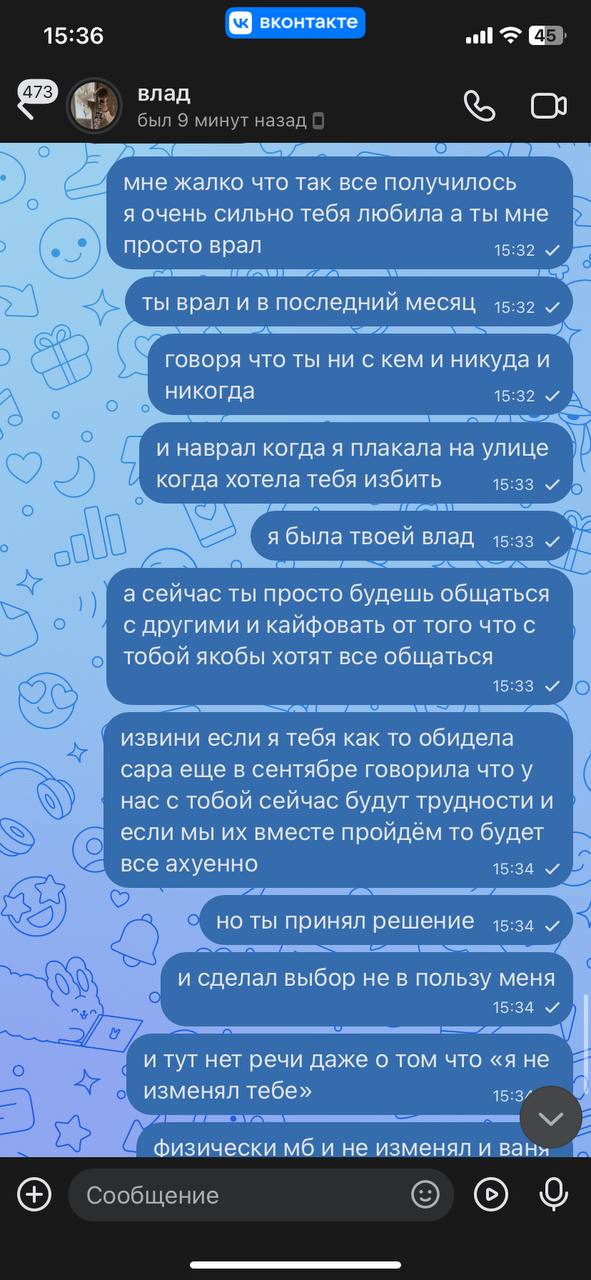 15:36
вконтакте
45
473
влад
был 9 минут назад
мне жалко что так все получилось
я очень сильно тебя любила а ты мне
просто врал
15:32
ты врал и в последний месяц
15:32
говоря что ты ни с кем и никуда и
никогда
15:32
и наврал когда я плакала на улице
когда хотела тебя избить
15:33
я была твоей влад
15:33
а сейчас ты просто будешь общаться
с другими и кайфовать от того что с
тобой якобы хотят все общаться
15:33
извини если я тебя как то обидела
сара еще в сентябре говорила что у
нас с тобой сейчас будут трудности и
если мы их вместе пройдём то будет
все ахуенно
15:34
но ты принял решение
15:34
и сделал выбор не в пользу меня
15:34
и тут нет речи даже о том что «я не
изменял тебе»
15:34
физически мб и не изменял и ваня
Сообщение